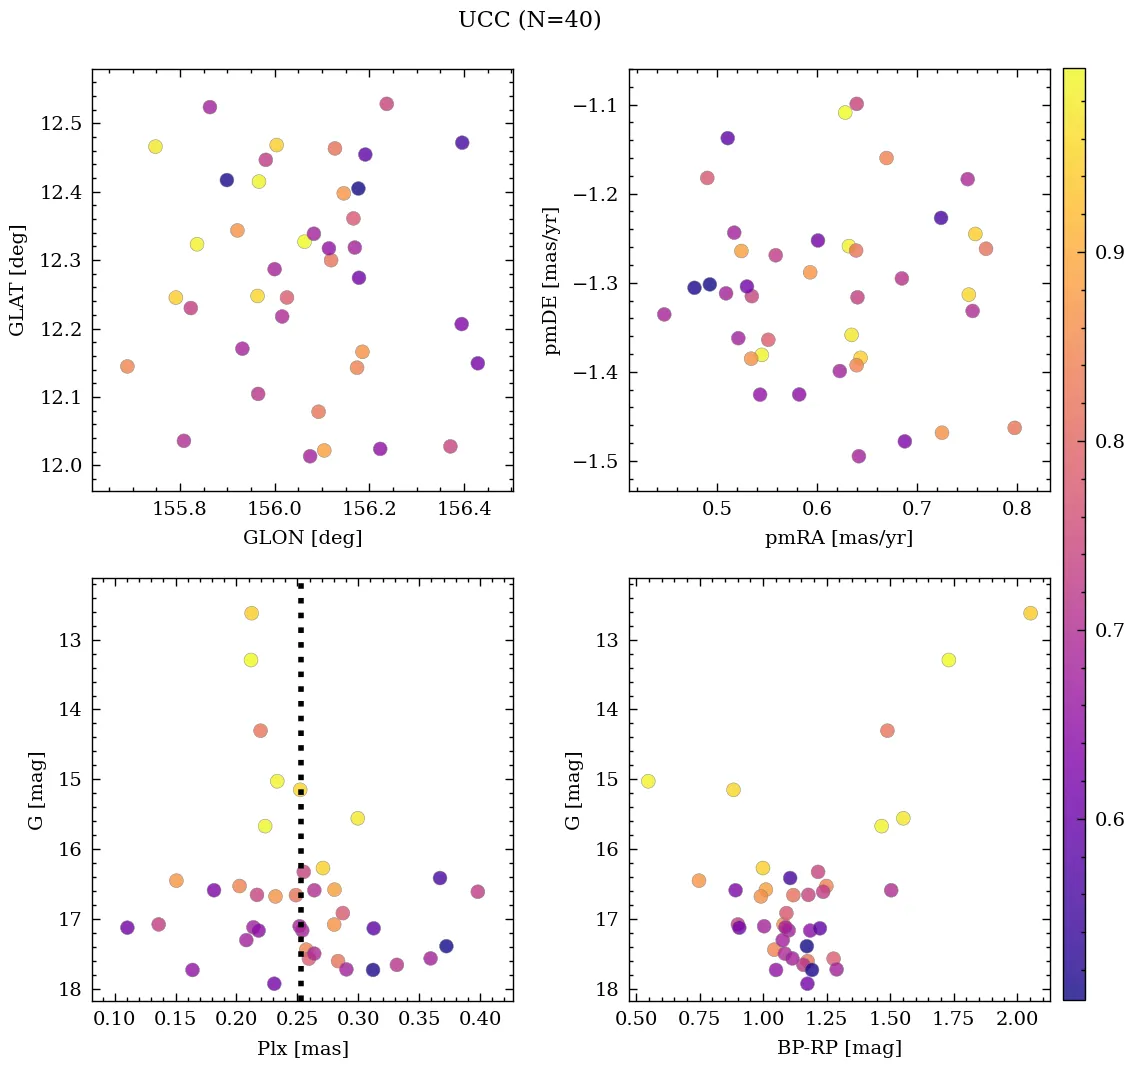 UCC (N=40)
12.5
12.4
12.3
12.2
12.1
12.0
GLAT [deg]
155.8 156.0 156.2 156.4
GLON [deg]
−1.1
−1.2
−1.3
−1.4
−1.5
pmDE [mas/yr]
0.5 0.6 0.7 0.8
pmRA [mas/yr]
13
14
15
16
17
18
G [mag]
0.10 0.15 0.20 0.25 0.30 0.35 0.40
Plx [mas]
13
14
15
16
17
18
G [mag]
0.50 0.75 1.00 1.25 1.50 1.75 2.00
BP-RP [mag]
0.9
0.8
0.7
0.6